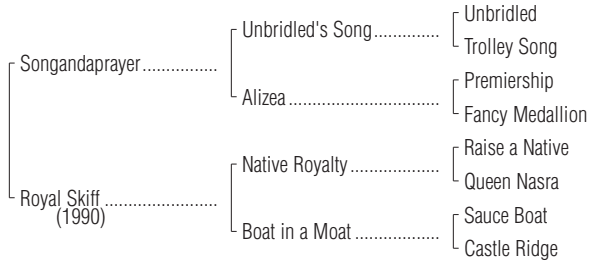 Unbridled
Unbridled's Song..............
Trolley Song
Songandaprayer................
Premiership
Alizea................................
Fancy Medallion
Raise a Native
Native Royalty...................
Queen Nasra
Royal Skiff........................
(1990)
Sauce Boat
Boat in a Moat..................
Castle Ridge